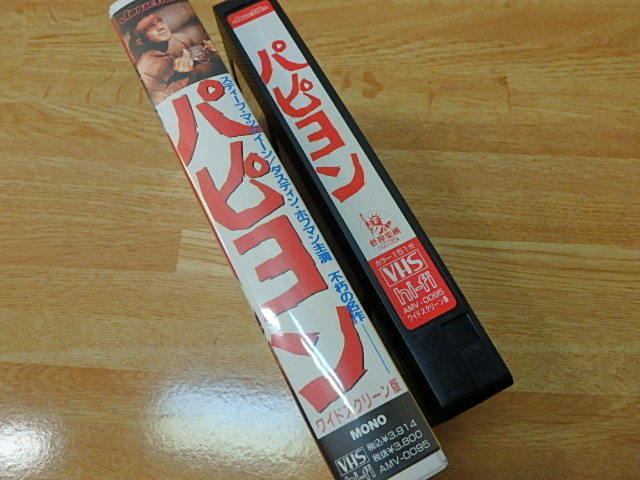 パピヨン
スティーブ・マックイーン/ダスティン・ホフマン主演 不朽の名作
ワイドスクリーン版
MONO
VHS
hi-fi
税込¥3,914
税抜¥3,800
AMV-0095
パピヨン
カラー151分
VHS
hi-fi
AMV-0095
ワイドスクリーン版